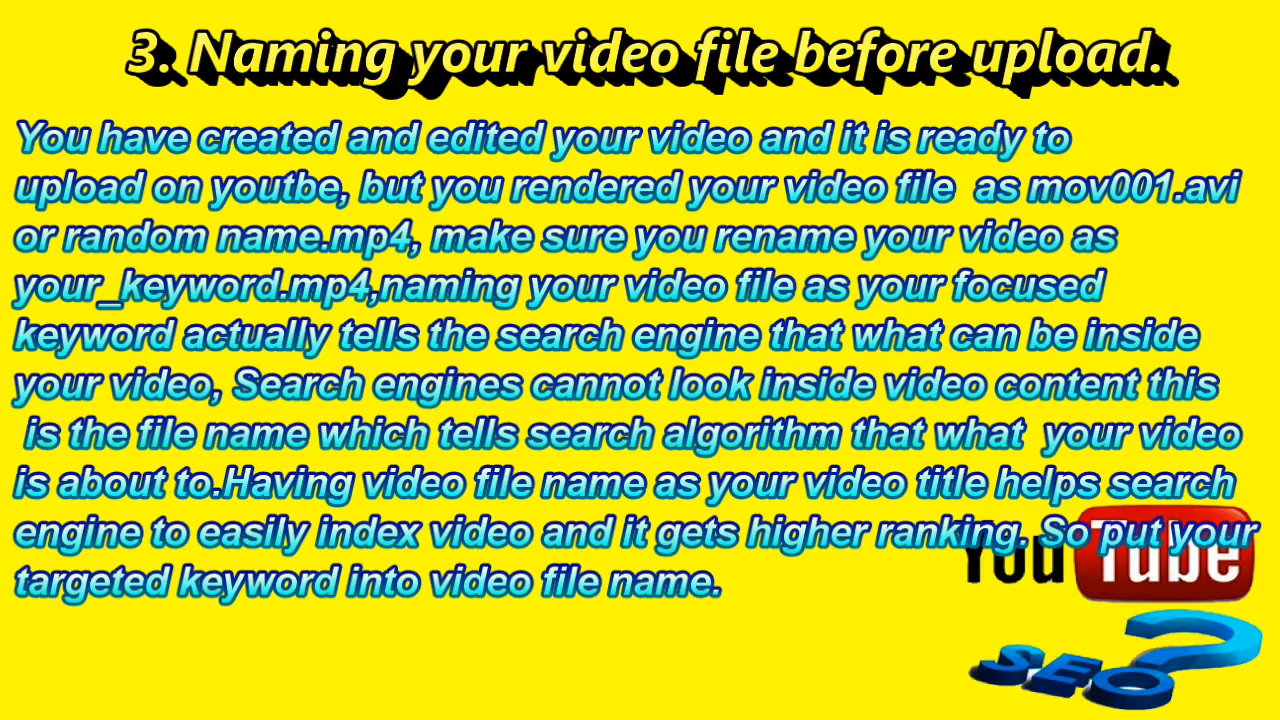 3. Naming your video file before upload.
You have created and edited your video and it is ready to
upload on youtbe, but you rendered your video file as mov001.avi
or random name.mp4, make sure you rename your video as
your_keyword.mp4,naming your video file as your focused
keyword actually tells the search engine that what can be inside
your video, Search engines cannot look inside video content this
is the file name which tells search algorithm that what your video
is about to.Having video file name as your video title helps search
engine to easily index video and it gets higher ranking. So put your
targeted keyword into video file name.
YouTube
SEO?